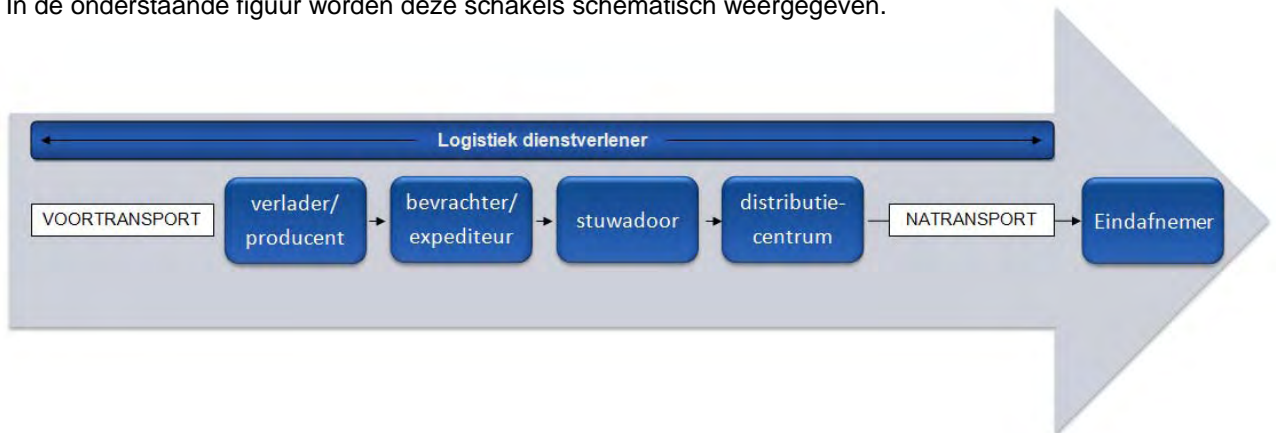 In de onderstaande figuur worden deze schakels schematisch weergegeven.
Logistiek dienstverlener
VOORTRANSPORT
verlader/
producent
bevrachter/
expediteur
stuwadoor
distributie-
centrum
NATRANSPORT
Eindafnemer